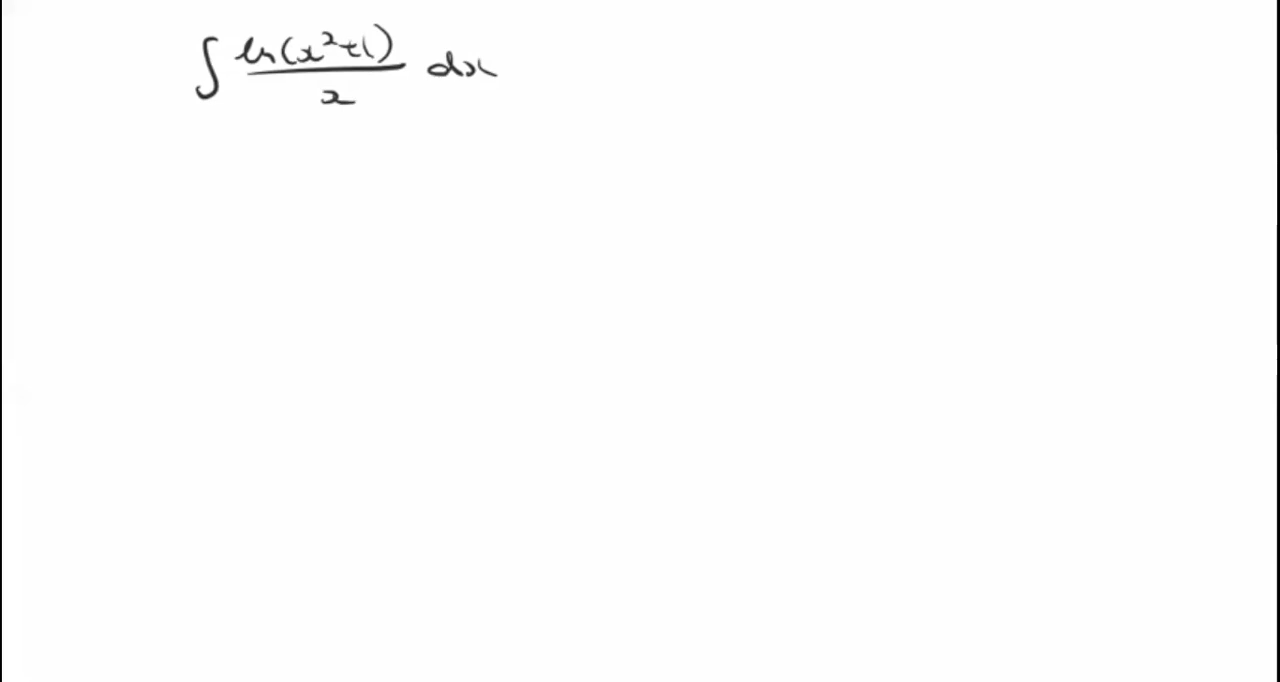 ∫ ln(x²+1)/x dx